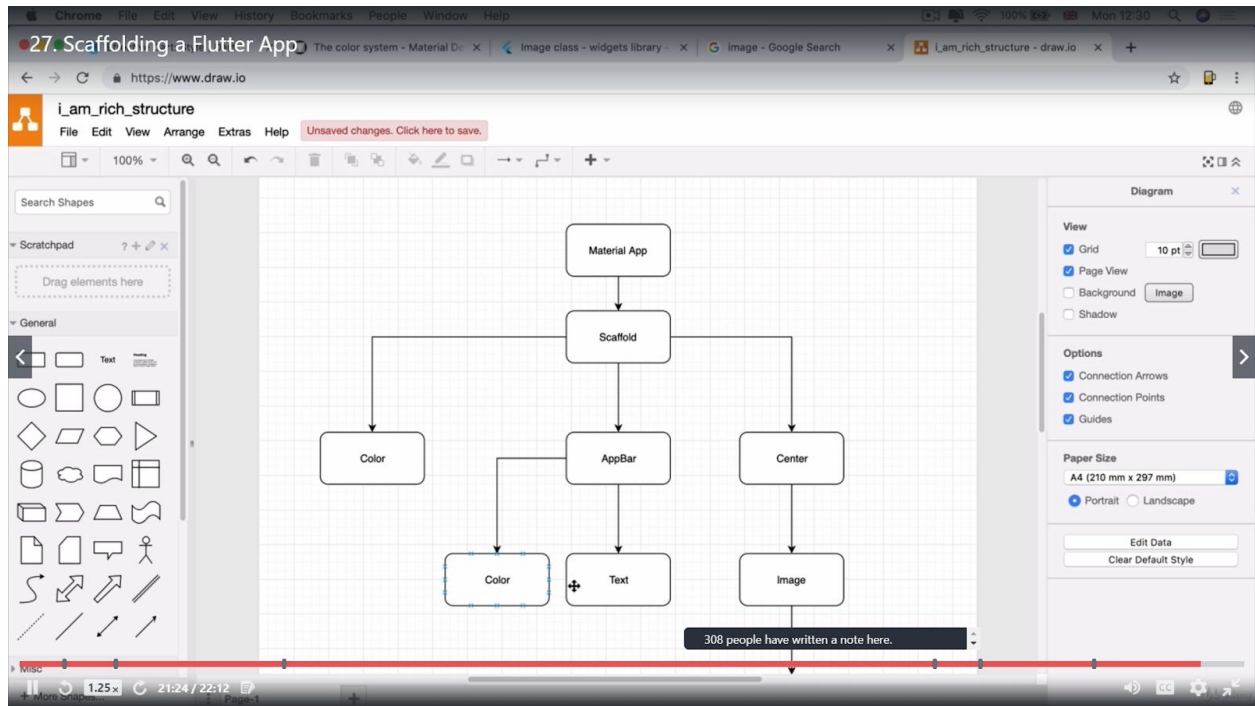 Chrome File Edit View History Bookmarks People Window Help 100% Mon 12:30
27. Scaffolding a Flutter App
The color system - Material De × Image class - widgets library - × image - Google Search × i_am_rich_structure - draw.io × +
https://www.draw.io
i_am_rich_structure
File Edit View Arrange Extras Help Unsaved changes. Click here to save.
100%
Search Shapes
Scratchpad
Drag elements here
General
Text
Heading
Misc
+ More Shapes...
Material App
Scaffold
Color
AppBar
Center
Color
Text
Image
Diagram
View
Grid 10 pt
Page View
Background Image
Shadow
Options
Connection Arrows
Connection Points
Guides
Paper Size
A4 (210 mm x 297 mm)
Portrait Landscape
Edit Data
Clear Default Style
308 people have written a note here.
1.25x 21:24 / 22:12
Page-1
CC